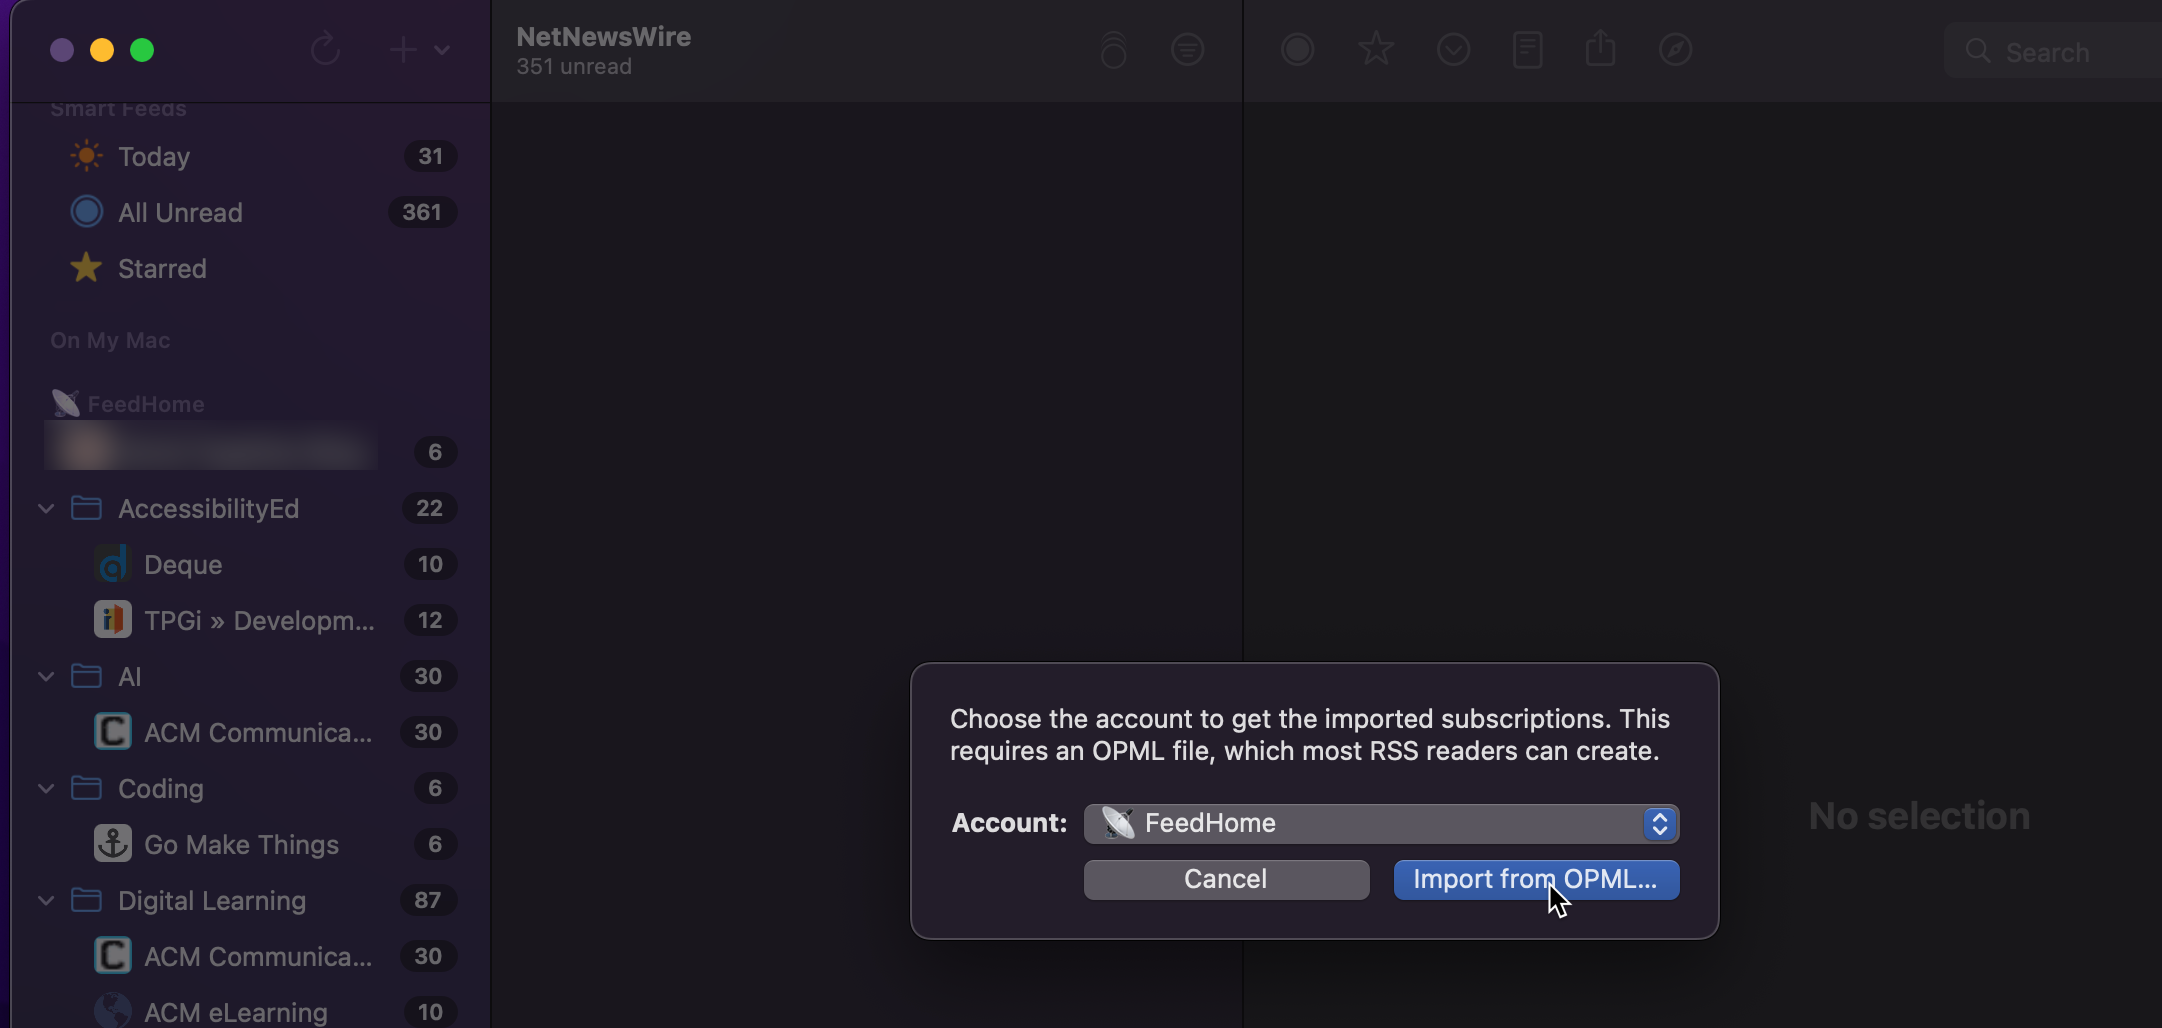 NetNewsWire
351 unread
Search
Smart Feeds
Today 31
All Unread 361
Starred
On My Mac
FeedHome
6
AccessibilityEd 22
Deque 10
TPGi » Developm... 12
AI 30
ACM Communica... 30
Coding 6
Go Make Things 6
Digital Learning 87
ACM Communica... 30
ACM eLearning 10
No selection
Choose the account to get the imported subscriptions. This
requires an OPML file, which most RSS readers can create.
Account: FeedHome
Cancel Import from OPML...